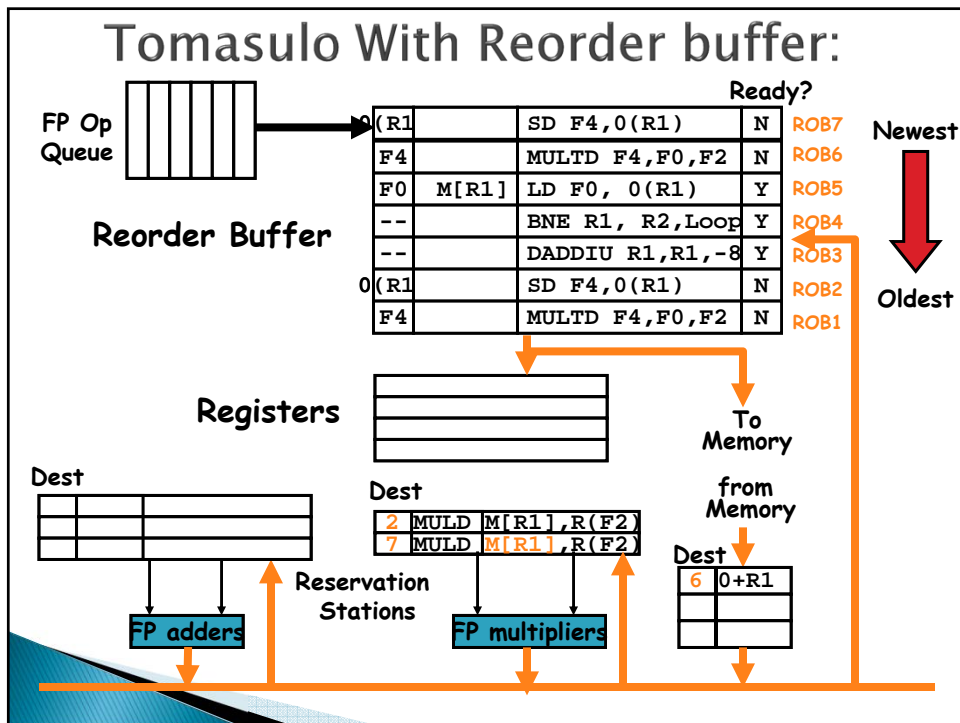 Tomasulo With Reorder buffer:
Ready?
FP Op
Queue
0(R1 SD F4,0(R1) N ROB7
F4 MULTD F4,F0,F2 N ROB6
F0 M[R1] LD F0, 0(R1) Y ROB5
-- BNE R1, R2,Loop Y ROB4
-- DADDIU R1,R1,-8 Y ROB3
0(R1 SD F4,0(R1) N ROB2
F4 MULTD F4,F0,F2 N ROB1
Newest
Oldest
Reorder Buffer
Registers
To
Memory
from
Memory
Dest
Dest
2 MULD M[R1],R(F2)
7 MULD M[R1],R(F2)
Dest
6 0+R1
Reservation
Stations
FP adders
FP multipliers